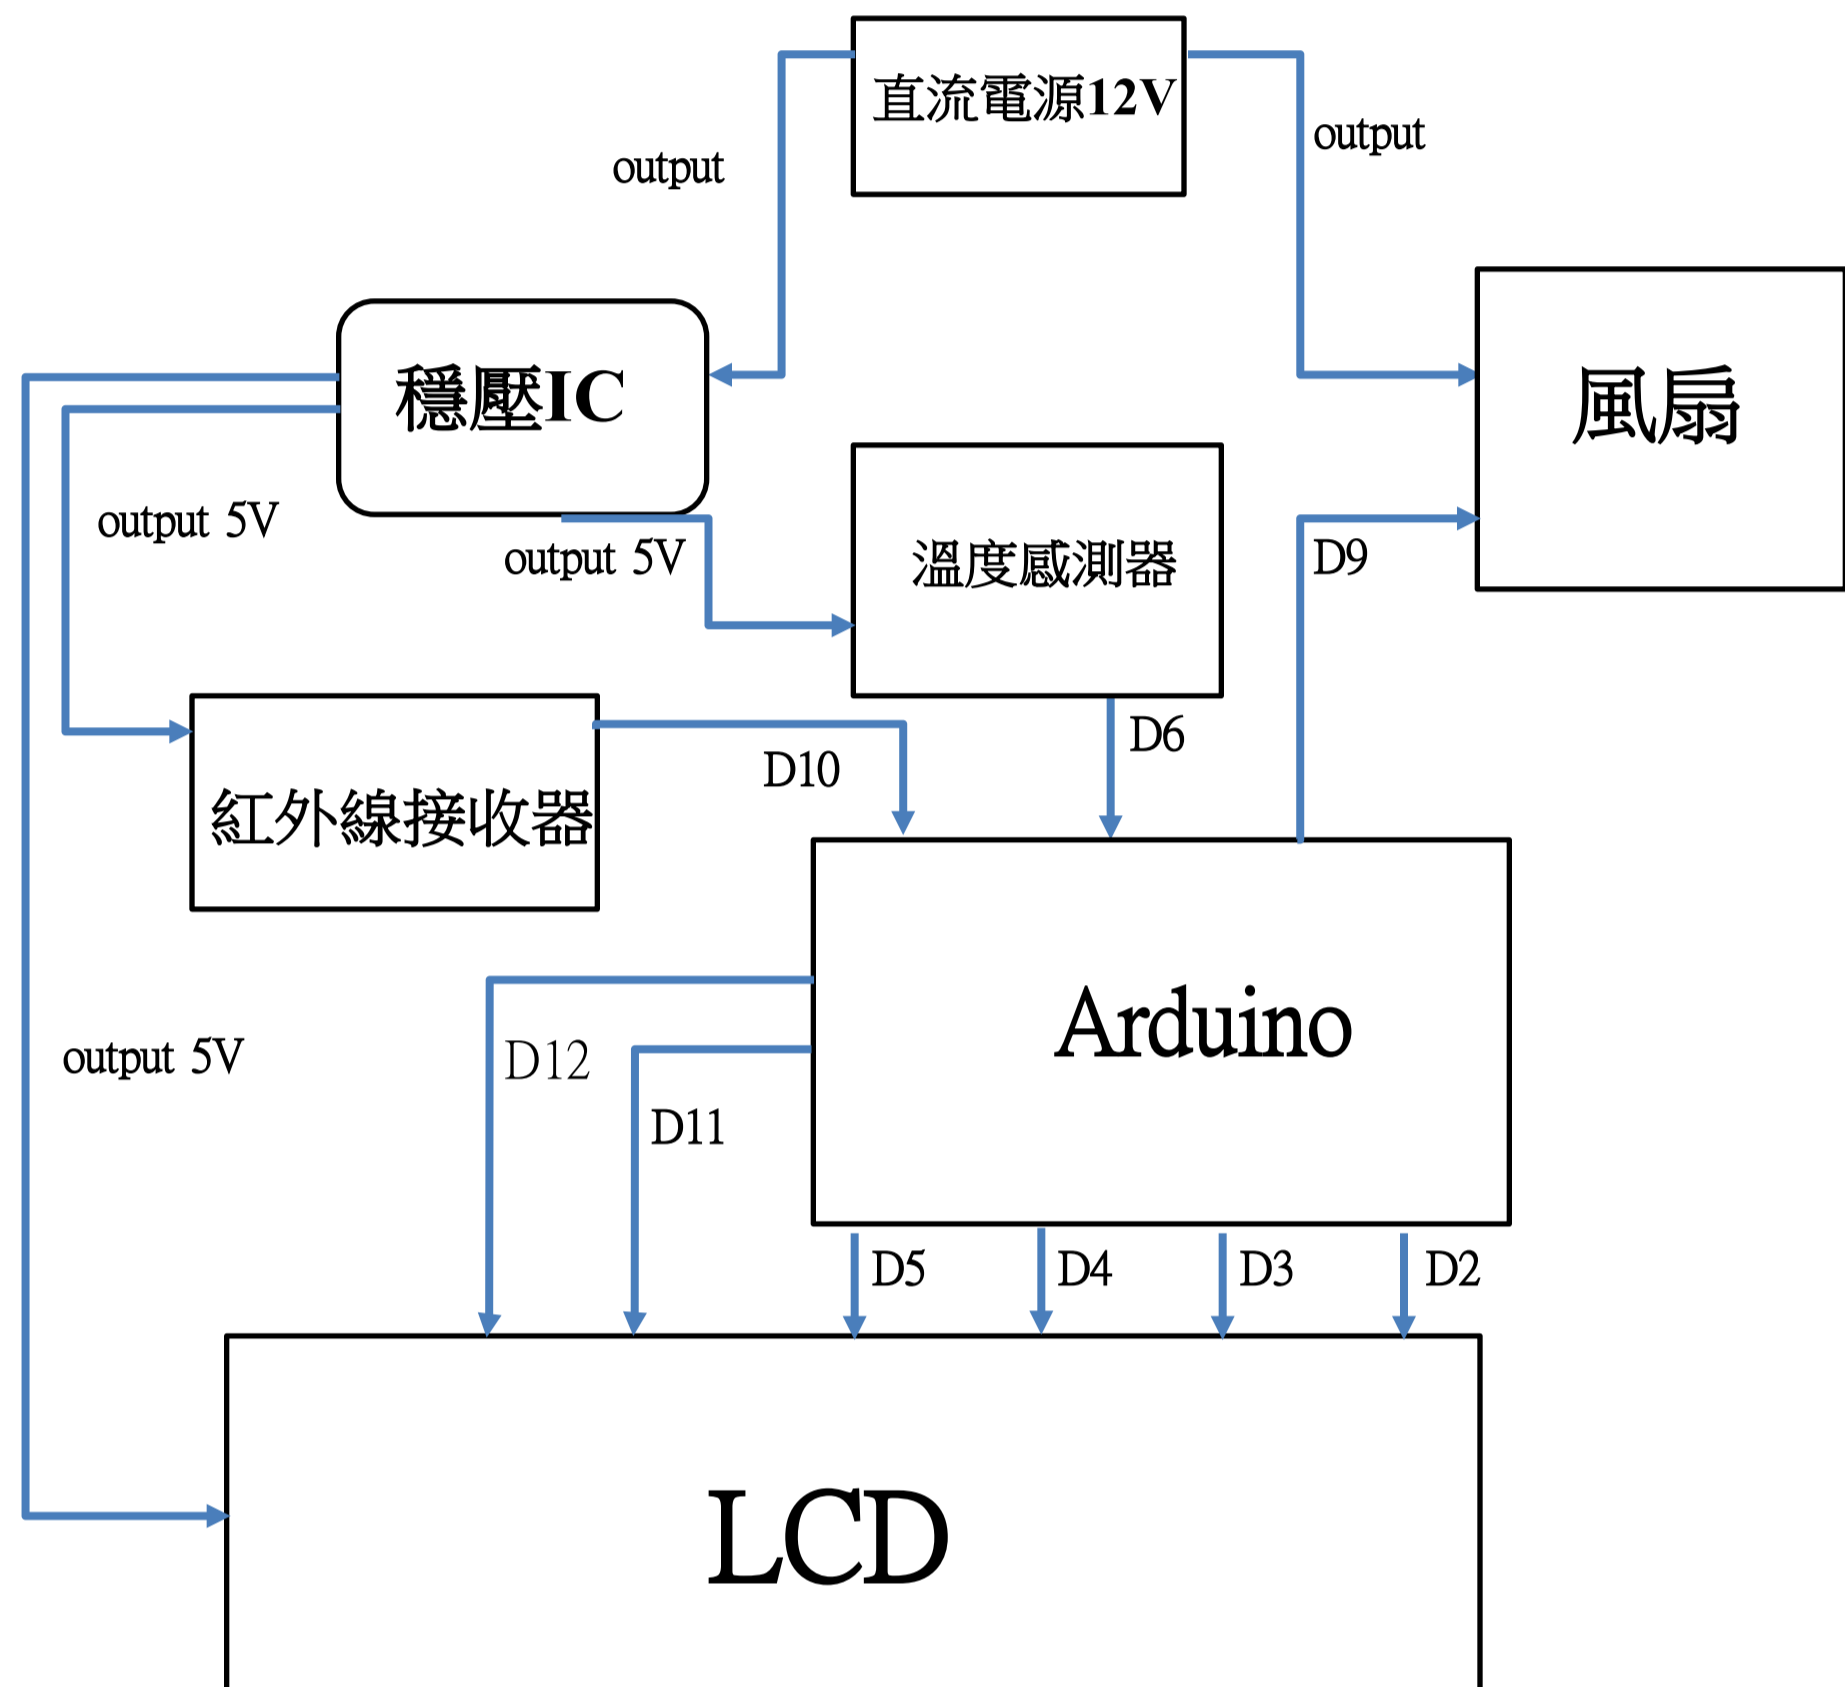 直流電源12V
output
output
穩壓IC
風扇
output 5V
output 5V
溫度感測器
D9
D6
D10
紅外線接收器
Arduino
output 5V
D12
D11
D5
D4
D3
D2
LCD